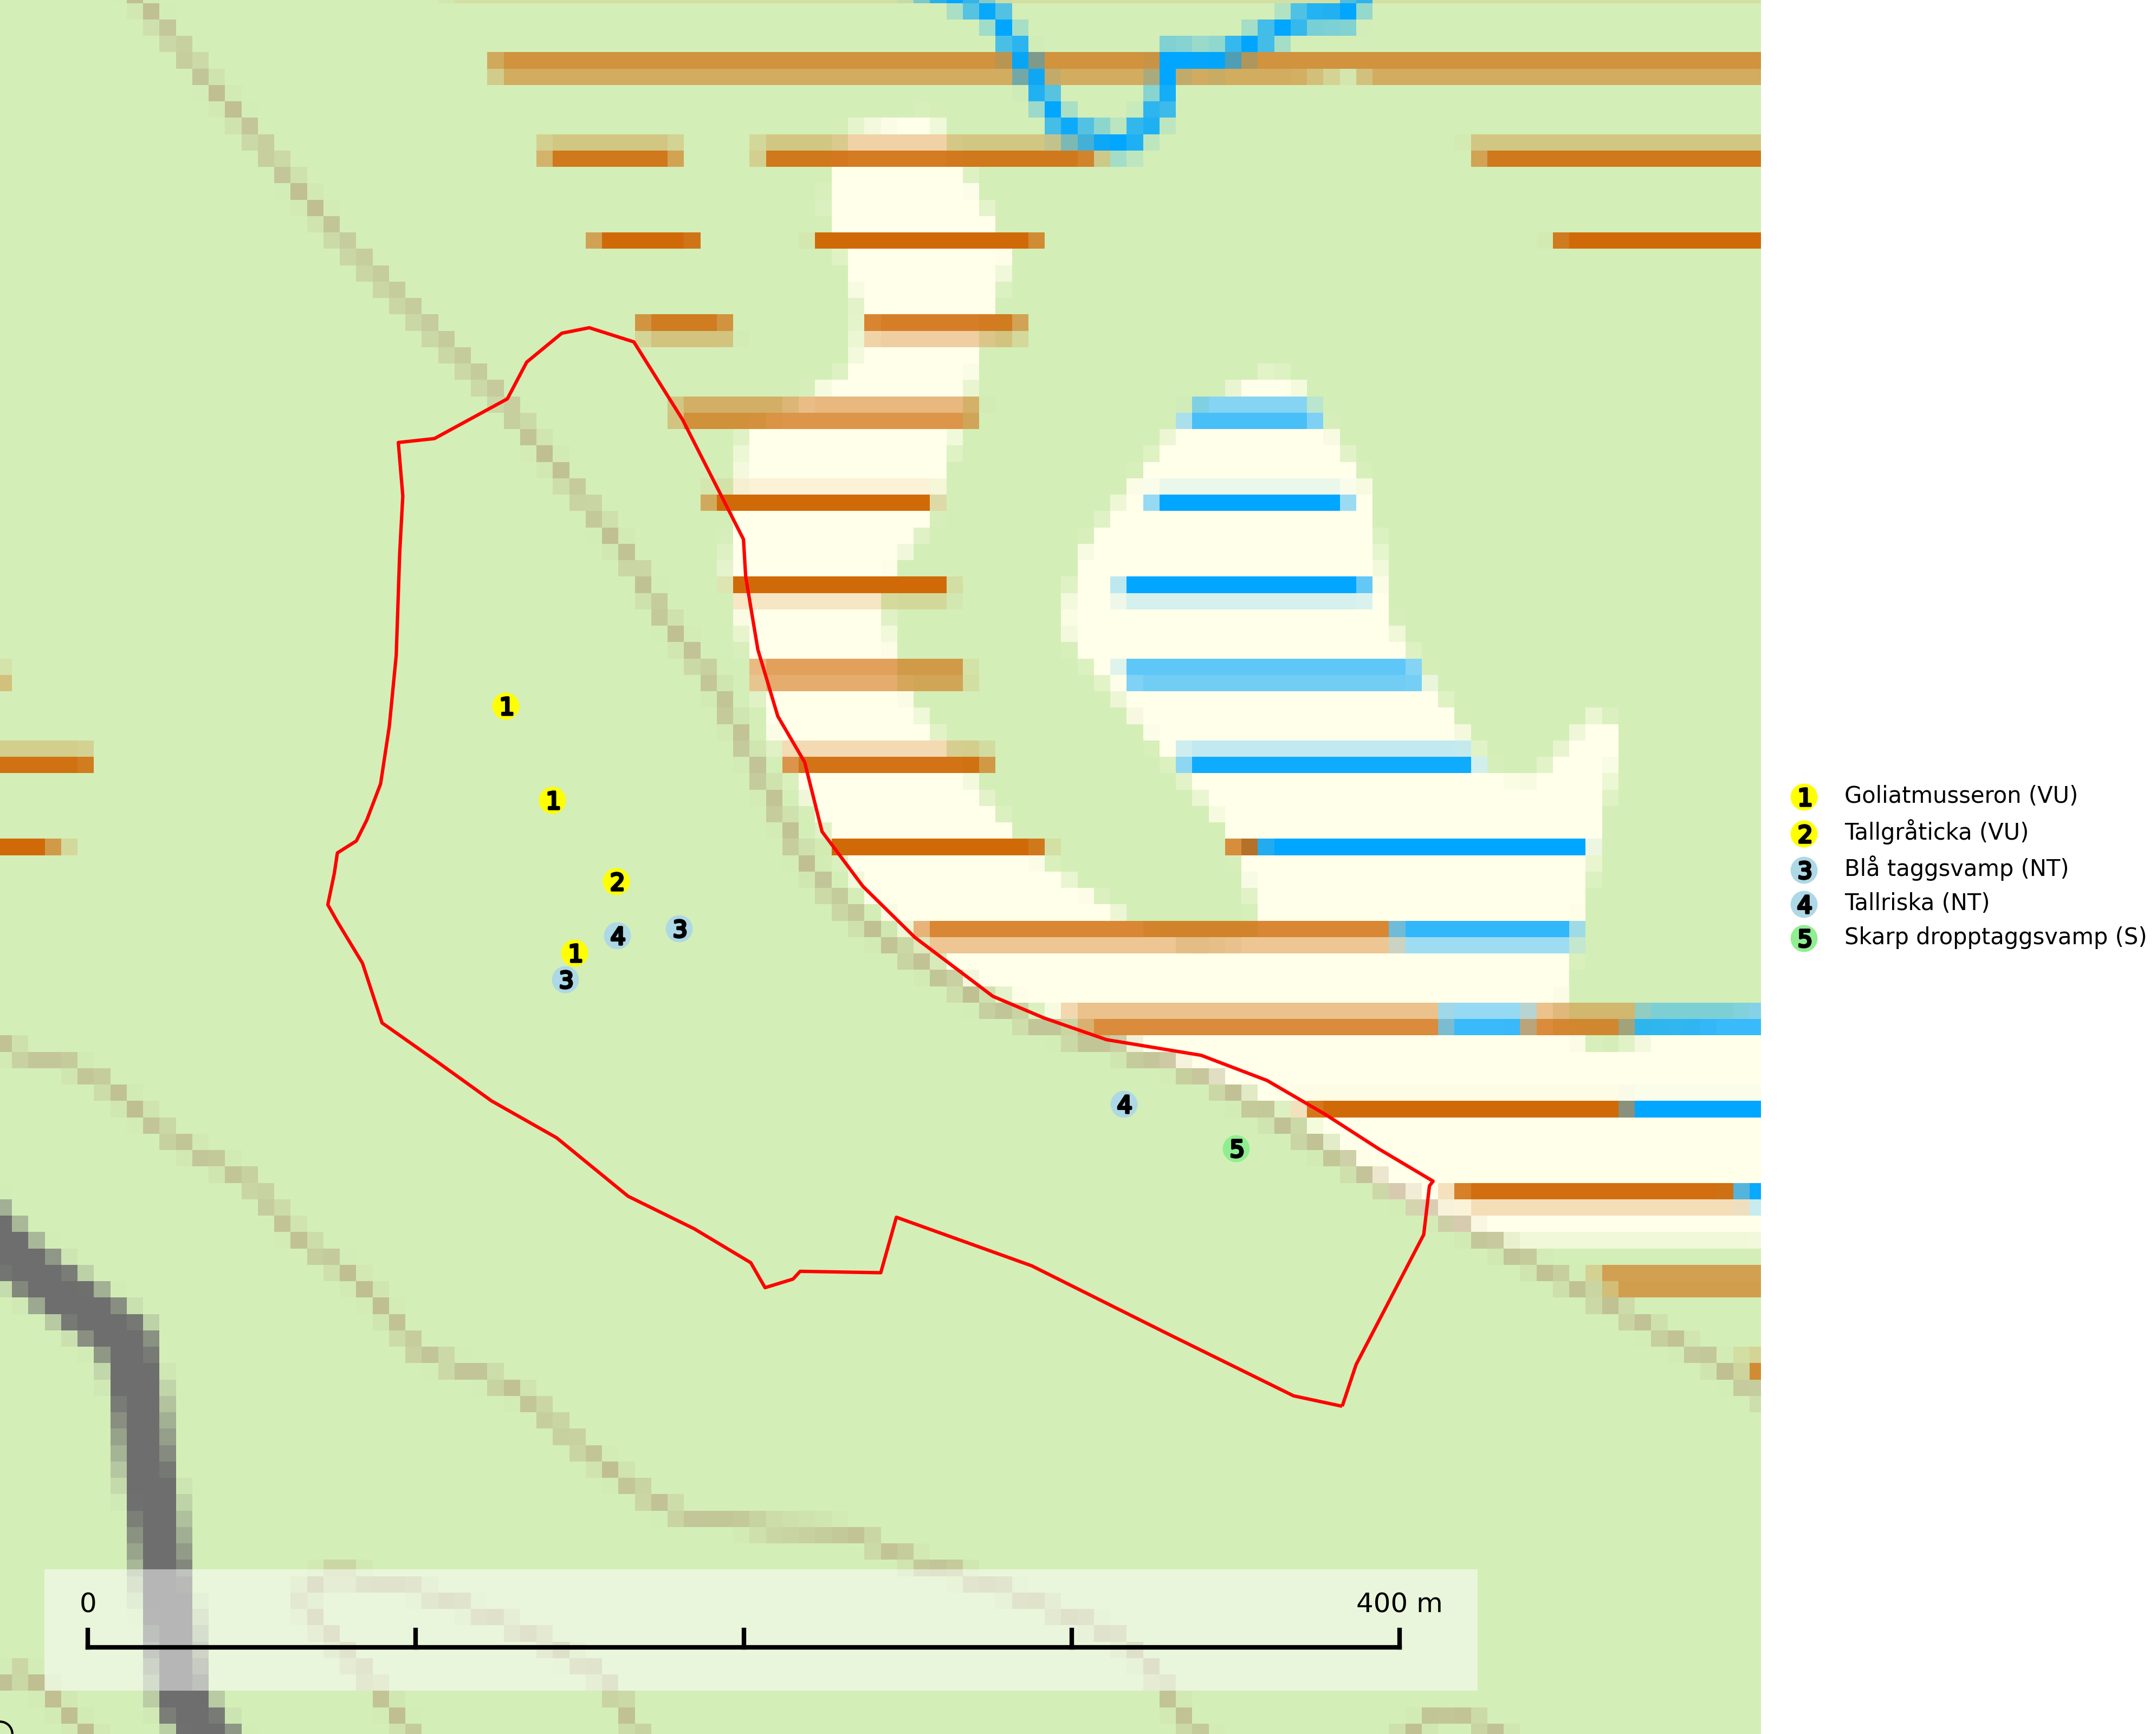 1
1
2
3
4
1
3
4
5
1 Goliatmusseron (VU)
2 Tallgråticka (VU)
3 Blå taggsvamp (NT)
4 Tallriska (NT)
5 Skarp dropptaggsvamp (S)
0 400 m